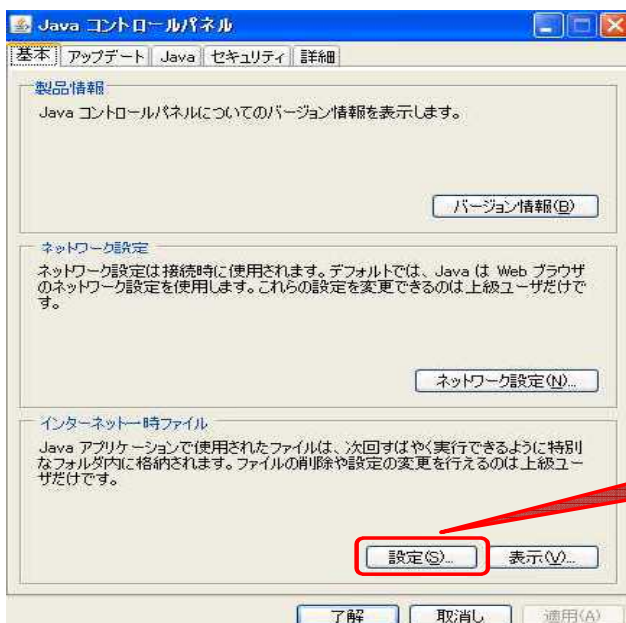 Java コントロールパネル
基本 アップデート Java セキュリティ 詳細
製品情報
Java コントロールパネルについてのバージョン情報を表示します。
バージョン情報(B)
ネットワーク設定
ネットワーク設定は接続時に使用されます。デフォルトでは、Java は Web ブラウザ
のネットワーク設定を使用します。これらの設定を変更できるのは上級ユーザだけで
す。
ネットワーク設定(N)...
インターネット一時ファイル
Java アプリケーションで使用されたファイルは、次回すばやく実行できるように特別
なフォルダ内に格納されます。ファイルの削除や設定の変更を行えるのは上級ユー
ザだけです。
設定(S)... 表示(V)...
了解 取消し 適用(A)